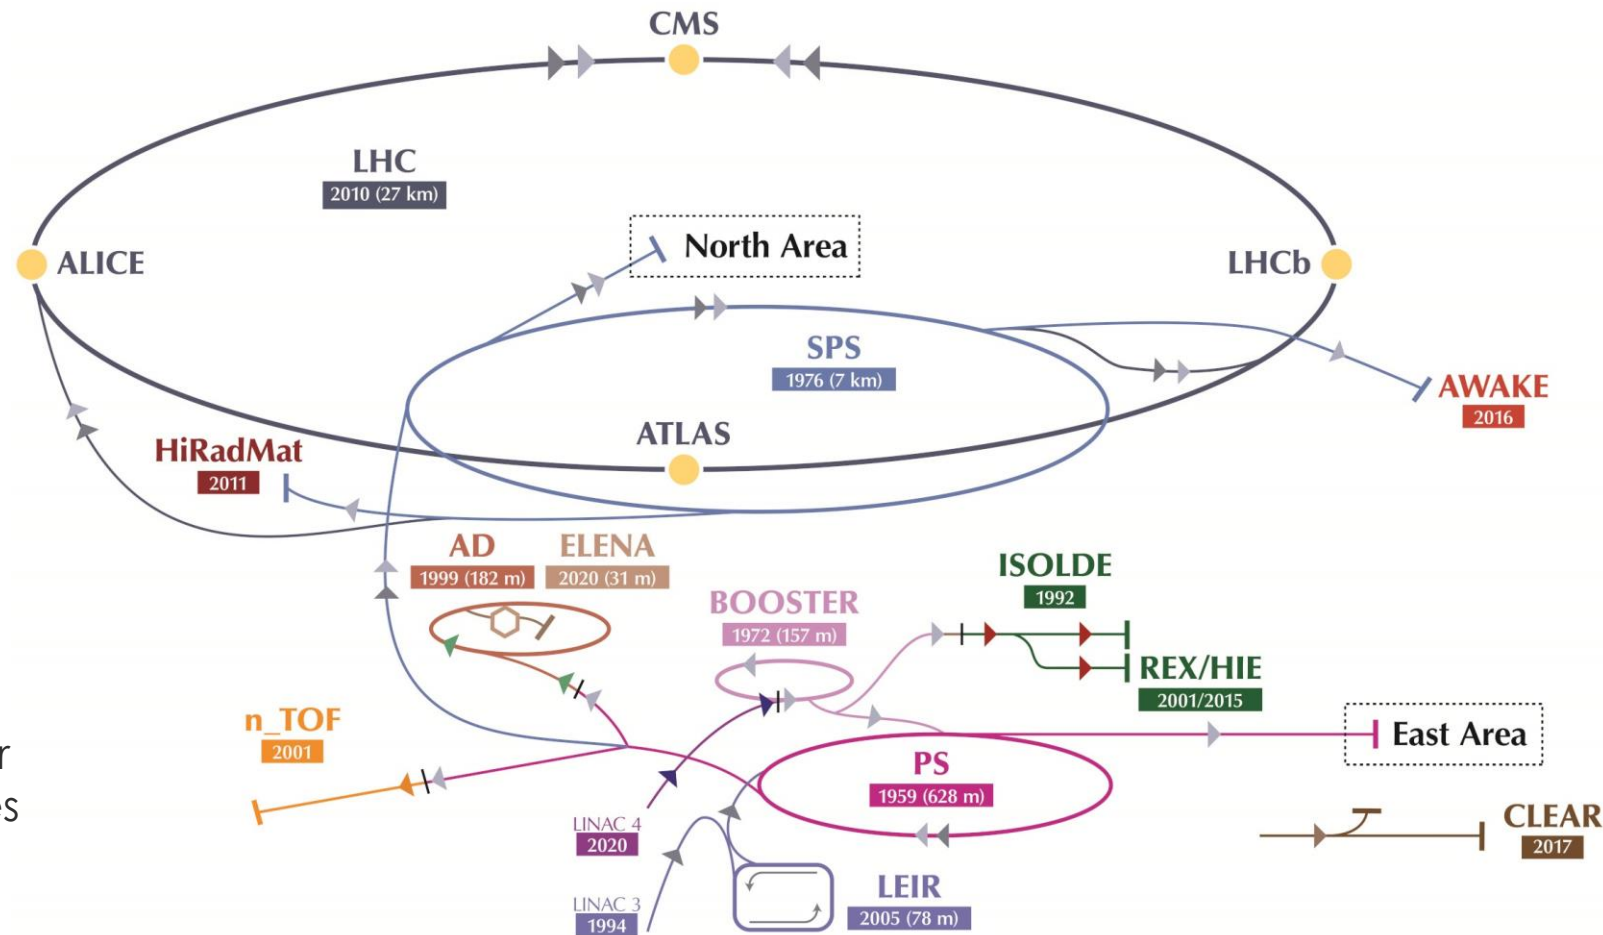 CMS
LHC
2010 (27 km)
North Area
ALICE
LHCb
SPS
1976 (7 km)
AWAKE
2016
ATLAS
HiRadMat
2011
AD
1999 (182 m)
ELENA
2020 (31 m)
ISOLDE
1992
BOOSTER
1972 (157 m)
REX/HIE
2001/2015
n_TOF
2001
East Area
r
es
PS
1959 (628 m)
LINAC 4
2020
CLEAR
2017
LEIR
2005 (78 m)
LINAC 3
1994